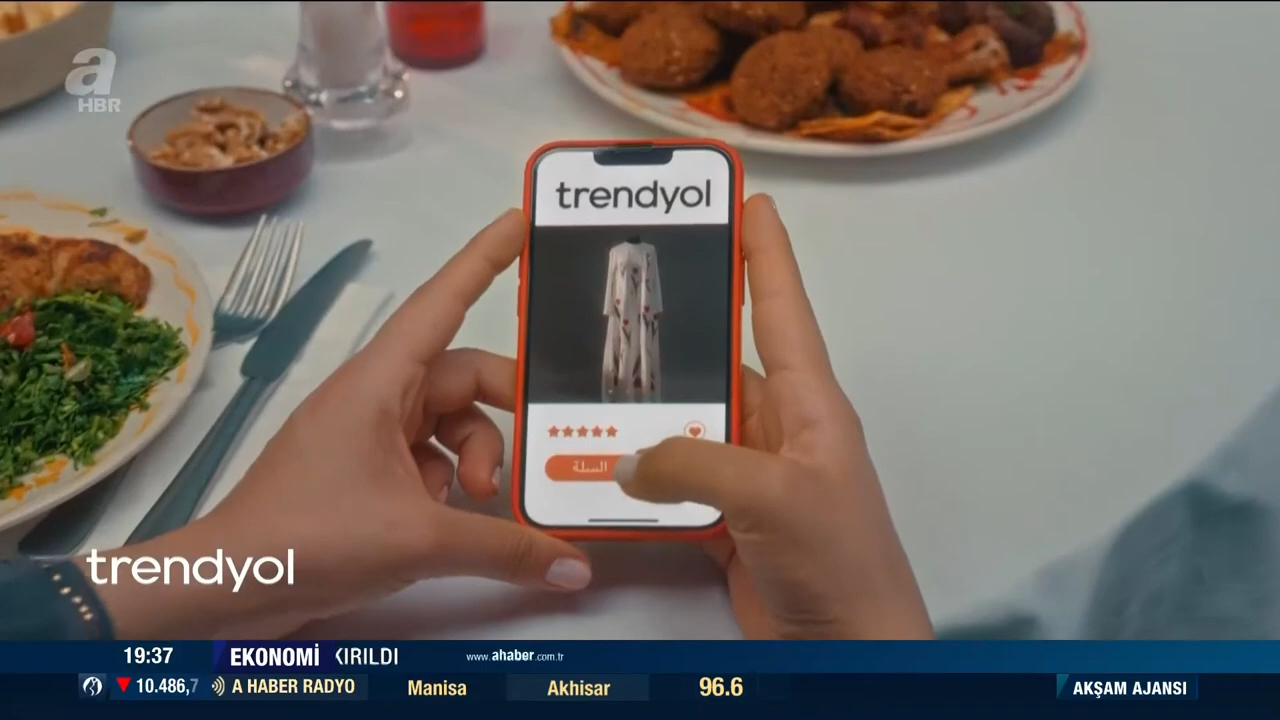 a
HBR
trendyol
السلة
trendyol
19:37
EKONOMİ
KIRILDI
www.ahaber.com.tr
10.486,7
A HABER RADYO
Manisa
Akhisar
96.6
AKŞAM AJANSI